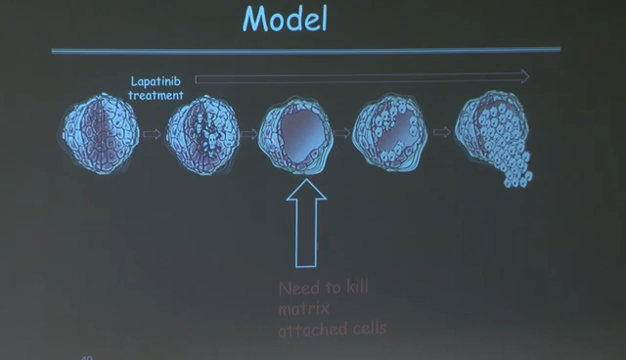 Model
Lapatinib
treatment
Need to kill
matrix
attached cells